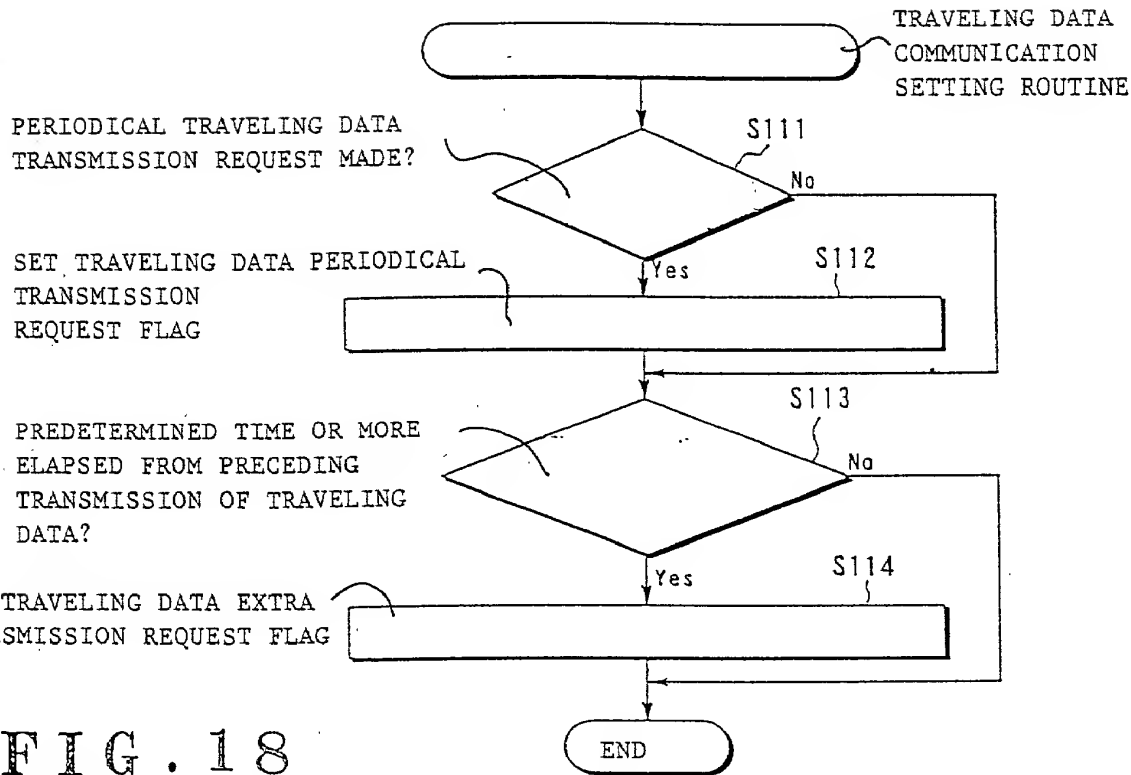 TRAVELING DATA
COMMUNICATION
SETTING ROUTINE
PERIODICAL TRAVELING DATA
TRANSMISSION REQUEST MADE?
S111
No
Yes
SET TRAVELING DATA PERIODICAL
TRANSMISSION
REQUEST FLAG
S112
PREDETERMINED TIME OR MORE
ELAPSED FROM PRECEDING
TRANSMISSION OF TRAVELING
DATA?
S113
No
Yes
TRAVELING DATA EXTRA
SMISSION REQUEST FLAG
S114
END
FIG.18